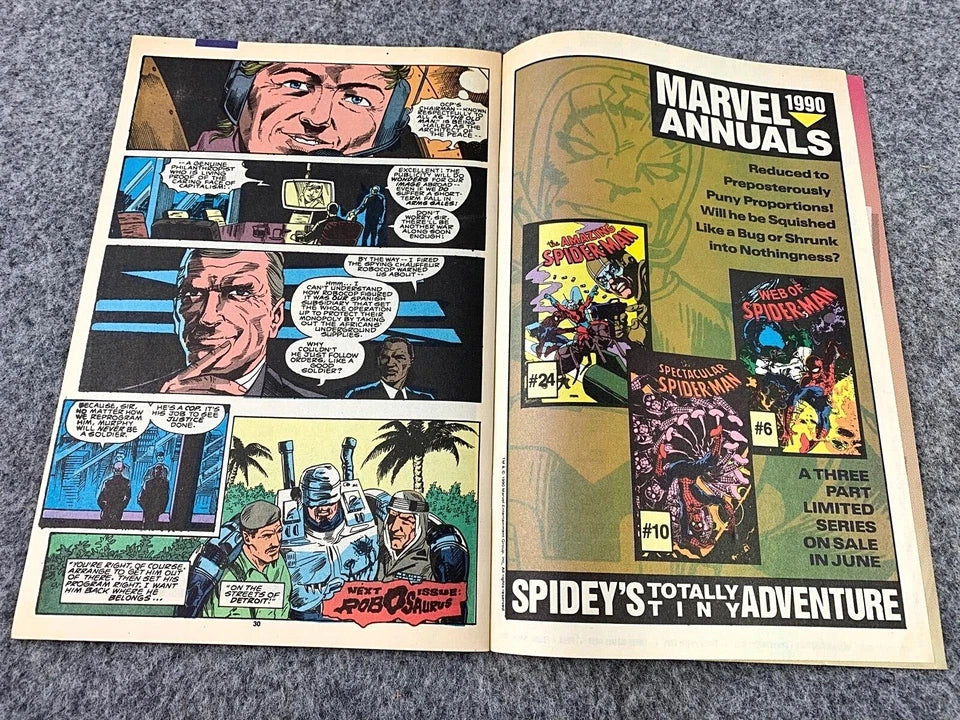 OCP'S
CHAIRMAN -- KNOWN
RESPECTFULLY TO
ALL AS "THE OLD
MAN," IS BEING
HAILED AS THE
ARCHITECT OF
THE PEACE --
-- A GENUINE
PHILANTHROPIST
WHO IS LIVING
PROOF OF THE
CARING FACE OF
CAPITALISM!
EXCELLENT! THE
PUBLICITY WILL DO
WONDERS FOR OUR
IMAGE ABROAD --
EVEN IF WE DO
SUFFER A SHORT-
TERM FALL IN
ARMS SALES!
DON'T
WORRY, SIR.
THERE'LL BE
ANOTHER WAR
ALONG SOON
ENOUGH!
BY THE WAY -- I FIRED
THE SPYING CHAUFFEUR
ROBOCOP WARNED
US ABOUT --
HMM... I
CAN'T UNDERSTAND
HOW ROBOCOP FIGURED
IT WAS OUR SPANISH
SUBSIDIARY THAT SET
THE WHOLE OPERATION
UP TO PROTECT THEIR
MONOPOLY BY TAKING
OUT THE AFRICANS'
UNDERGROUND
SUPPLIES.
WHY
COULDN'T
HE JUST FOLLOW
ORDERS, LIKE A
GOOD
SOLDIER?
BECAUSE, SIR,
NO MATTER HOW
WE REPROGRAM
HIM, MURPHY
WILL NEVER BE
A SOLDIER.
HE'S A COP. IT'S
HIS JOB TO SEE
JUSTICE
DONE.
"YOU'RE RIGHT, OF COURSE.
ARRANGE TO GET HIM OUT
OF THERE. THEN SET HIS
PROGRAM RIGHT, I WANT
HIM BACK WHERE HE
BELONGS...
"ON THE
STREETS OF
DETROIT!"
NEXT ISSUE:
ROBOSAURUS
30
MARVEL 1990
ANNUALS
Reduced to
Preposterously
Puny Proportions!
Will he be Squished
Like a Bug or Shrunk
into Nothingness?
the AMAZING
SPIDER-MAN
#24
WEB OF
SPIDER-MAN
#6
SPECTACULAR
SPIDER-MAN
#10
A THREE
PART
LIMITED
SERIES
ON SALE
IN JUNE
SPIDEY'S TOTALLY TINY ADVENTURE